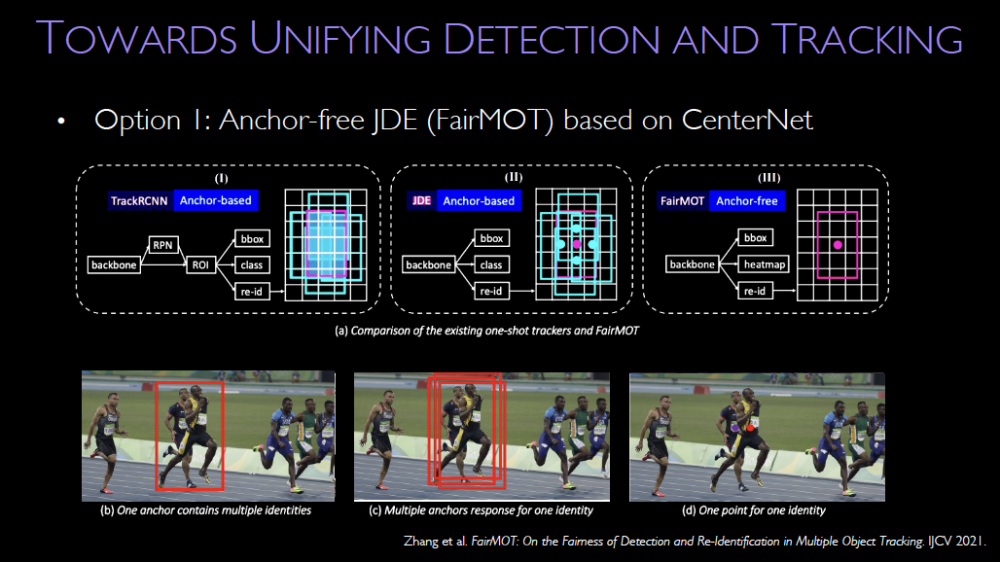 TOWARDS UNIFYING DETECTION AND TRACKING
• Option 1: Anchor-free JDE (FairMOT) based on CenterNet
(I)
TrackRCNN Anchor-based
backbone
RPN
ROI
bbox
class
re-id
(II)
JDE Anchor-based
backbone
bbox
class
re-id
(III)
FairMOT Anchor-free
backbone
bbox
heatmap
re-id
(a) Comparison of the existing one-shot trackers and FairMOT
(b) One anchor contains multiple identities
(c) Multiple anchors response for one identity
(d) One point for one identity
Zhang et al. FairMOT: On the Fairness of Detection and Re-Identification in Multiple Object Tracking. IJCV 2021.